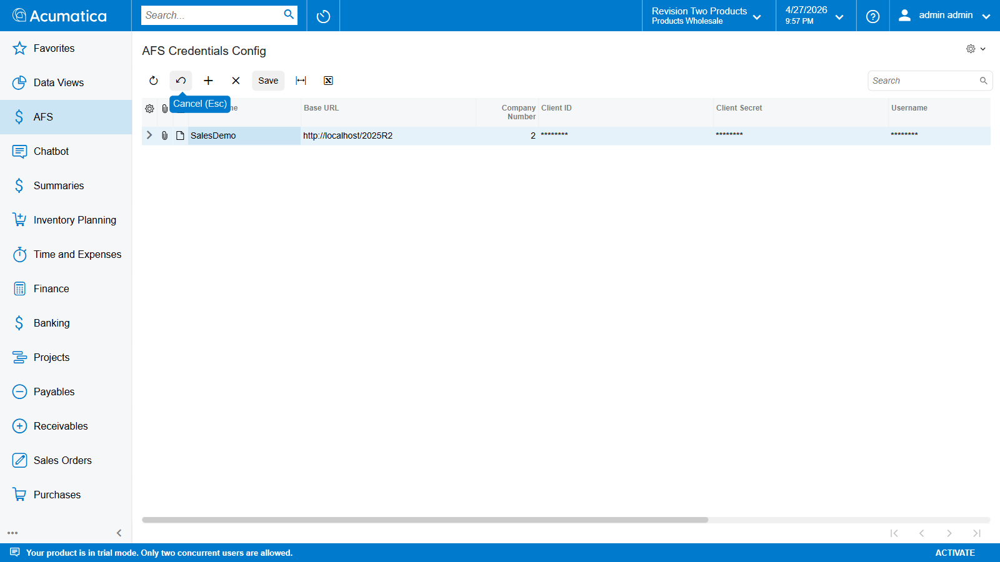 Acumatica
Search...
Revision Two Products
Products Wholesale
4/27/2026
9:57 PM
admin admin
Favorites
Data Views
AFS
Chatbot
Summaries
Inventory Planning
Time and Expenses
Finance
Banking
Projects
Payables
Receivables
Sales Orders
Purchases
AFS Credentials Config
Save
Search
Cancel (Esc)
Base URL
Company Number
Client ID
Client Secret
Username
SalesDemo
http://localhost/2025R2
2
********
********
********
Your product is in trial mode. Only two concurrent users are allowed.
ACTIVATE